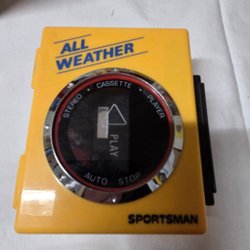 ALL
WEATHER
STEREO • CASSETTE • PLAYER
PLAY
AUTO STOP
SPORTSMAN